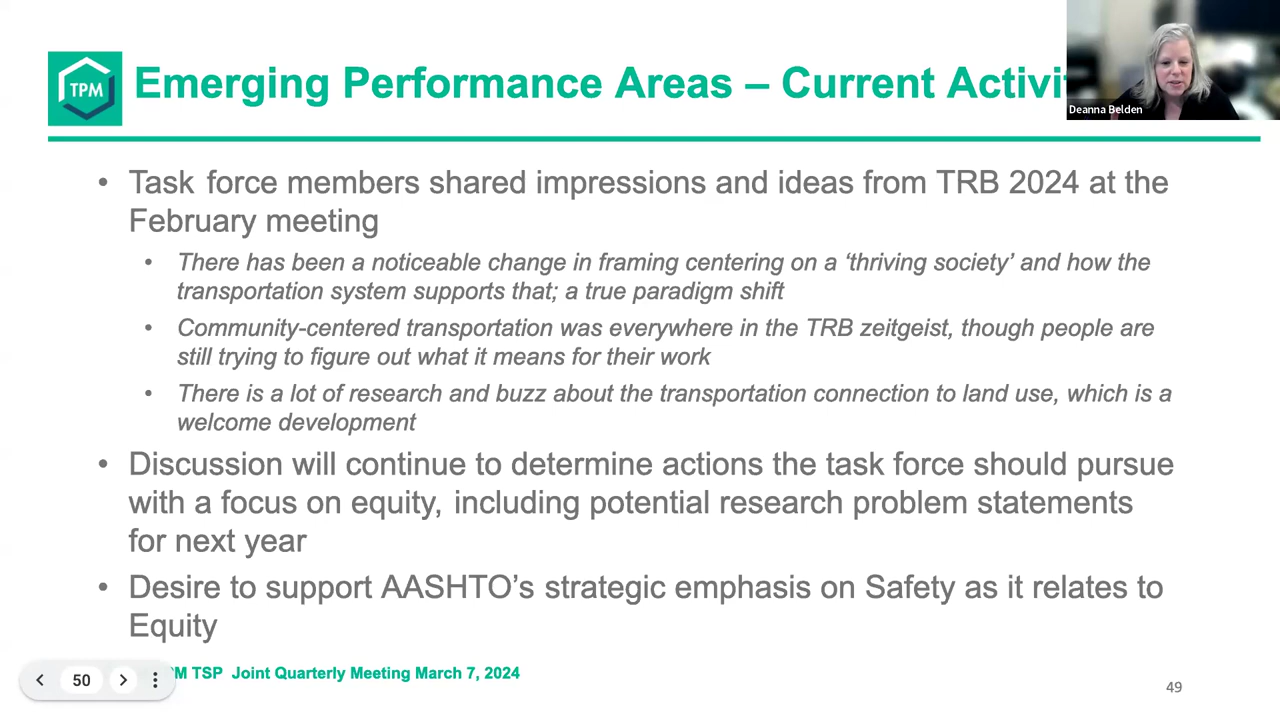 TPM
Emerging Performance Areas – Current Activit
Deanna Belden
• Task force members shared impressions and ideas from TRB 2024 at the
February meeting
• There has been a noticeable change in framing centering on a ‘thriving society’ and how the
transportation system supports that; a true paradigm shift
• Community-centered transportation was everywhere in the TRB zeitgeist, though people are
still trying to figure out what it means for their work
• There is a lot of research and buzz about the transportation connection to land use, which is a
welcome development
• Discussion will continue to determine actions the task force should pursue
with a focus on equity, including potential research problem statements
for next year
• Desire to support AASHTO’s strategic emphasis on Safety as it relates to
Equity
PM TSP Joint Quarterly Meeting March 7, 2024
50
49